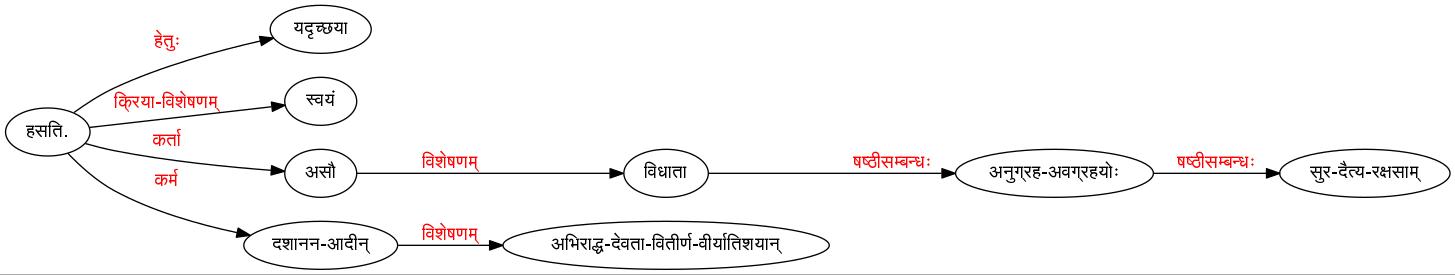 यदृच्छया
हेतुः
क्रिया-विशेषणम्
स्वयं
हसति.
कर्ता
असौ
विशेषणम्
विधाता
षष्ठीसम्बन्धः
अनुग्रह-अवग्रहयोः
षष्ठीसम्बन्धः
सुर-दैत्य-रक्षसाम्
कर्म
दशानन-आदीन्
विशेषणम्
अभिराद्ध-देवता-वितीर्ण-वीर्यातिशयान्